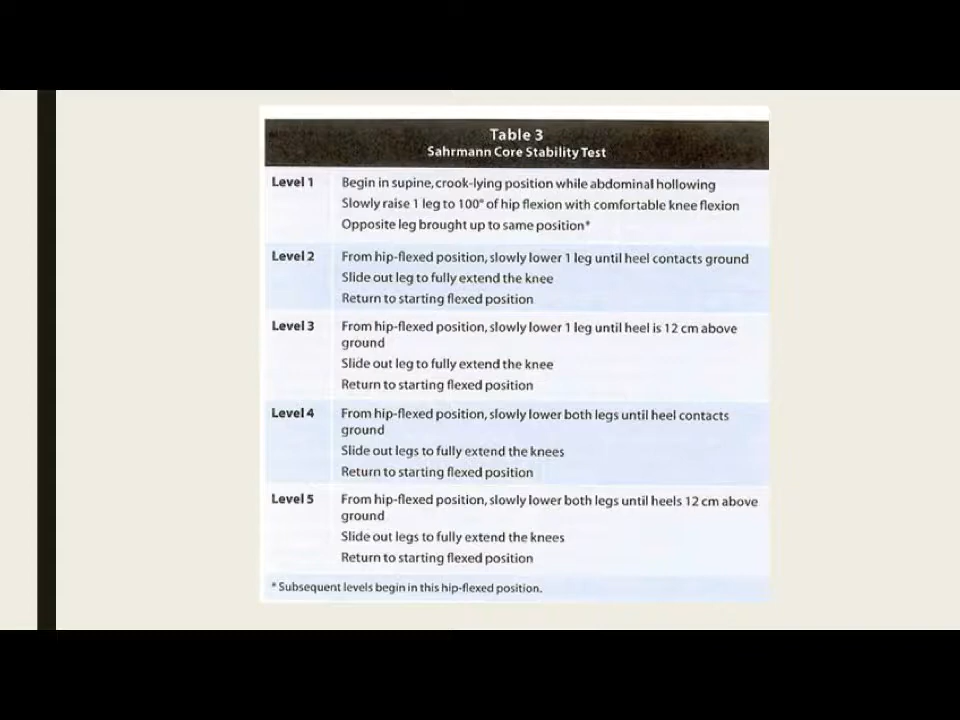 Table 3
Sahrmann Core Stability Test
Level 1 Begin in supine, crook-lying position while abdominal hollowing
Slowly raise 1 leg to 100° of hip flexion with comfortable knee flexion
Opposite leg brought up to same position*
Level 2 From hip-flexed position, slowly lower 1 leg until heel contacts ground
Slide out leg to fully extend the knee
Return to starting flexed position
Level 3 From hip-flexed position, slowly lower 1 leg until heel is 12 cm above
ground
Slide out leg to fully extend the knee
Return to starting flexed position
Level 4 From hip-flexed position, slowly lower both legs until heel contacts
ground
Slide out legs to fully extend the knees
Return to starting flexed position
Level 5 From hip-flexed position, slowly lower both legs until heels 12 cm above
ground
Slide out legs to fully extend the knees
Return to starting flexed position
* Subsequent levels begin in this hip-flexed position.